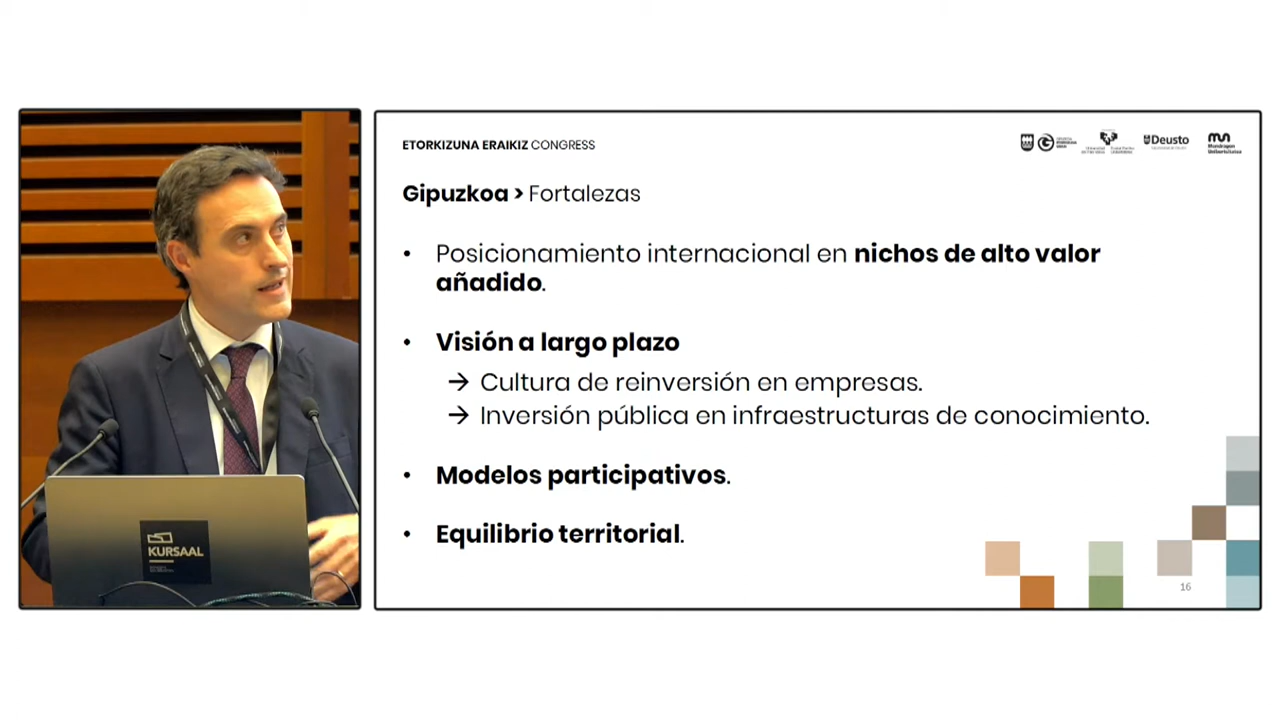 ETORKIZUNA ERAIKIZ CONGRESS
Deusto
Gipuzkoa > Fortalezas
• Posicionamiento internacional en nichos de alto valor
añadido.
• Visión a largo plazo
→ Cultura de reinversión en empresas.
→ Inversión pública en infraestructuras de conocimiento.
• Modelos participativos.
• Equilibrio territorial.
16
KURSAAL